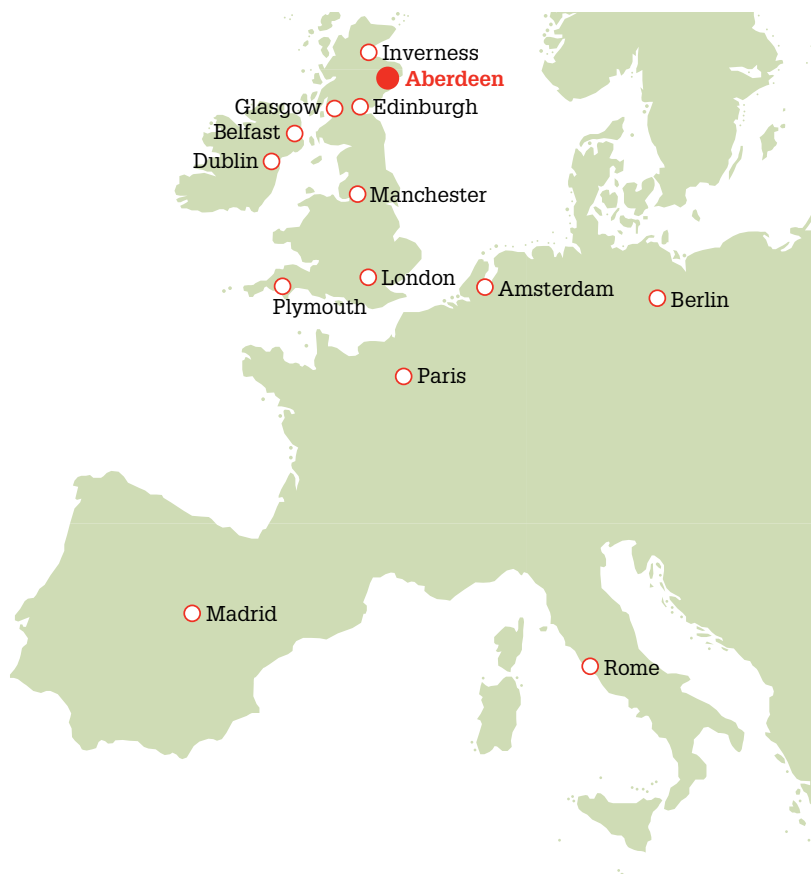 Inverness
Aberdeen
Glasgow
Edinburgh
Belfast
Dublin
Manchester
London
Plymouth
Amsterdam
Berlin
Paris
Madrid
Rome